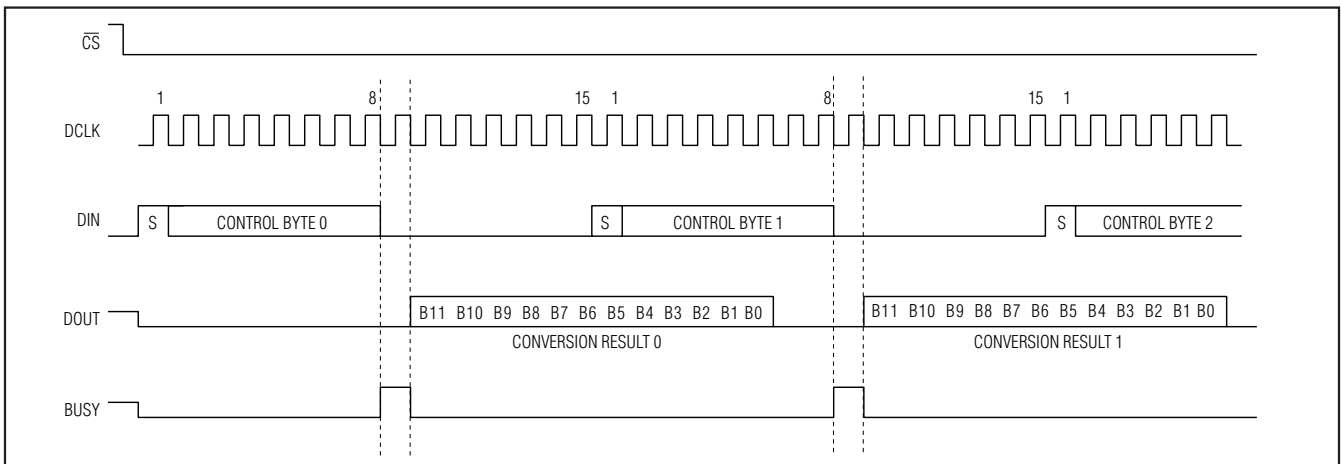 CS
1 8 15 1 8 15 1
DCLK
DIN S CONTROL BYTE 0 S CONTROL BYTE 1 S CONTROL BYTE 2
DOUT B11 B10 B9 B8 B7 B6 B5 B4 B3 B2 B1 B0 B11 B10 B9 B8 B7 B6 B5 B4 B3 B2 B1 B0
CONVERSION RESULT 0 CONVERSION RESULT 1
BUSY